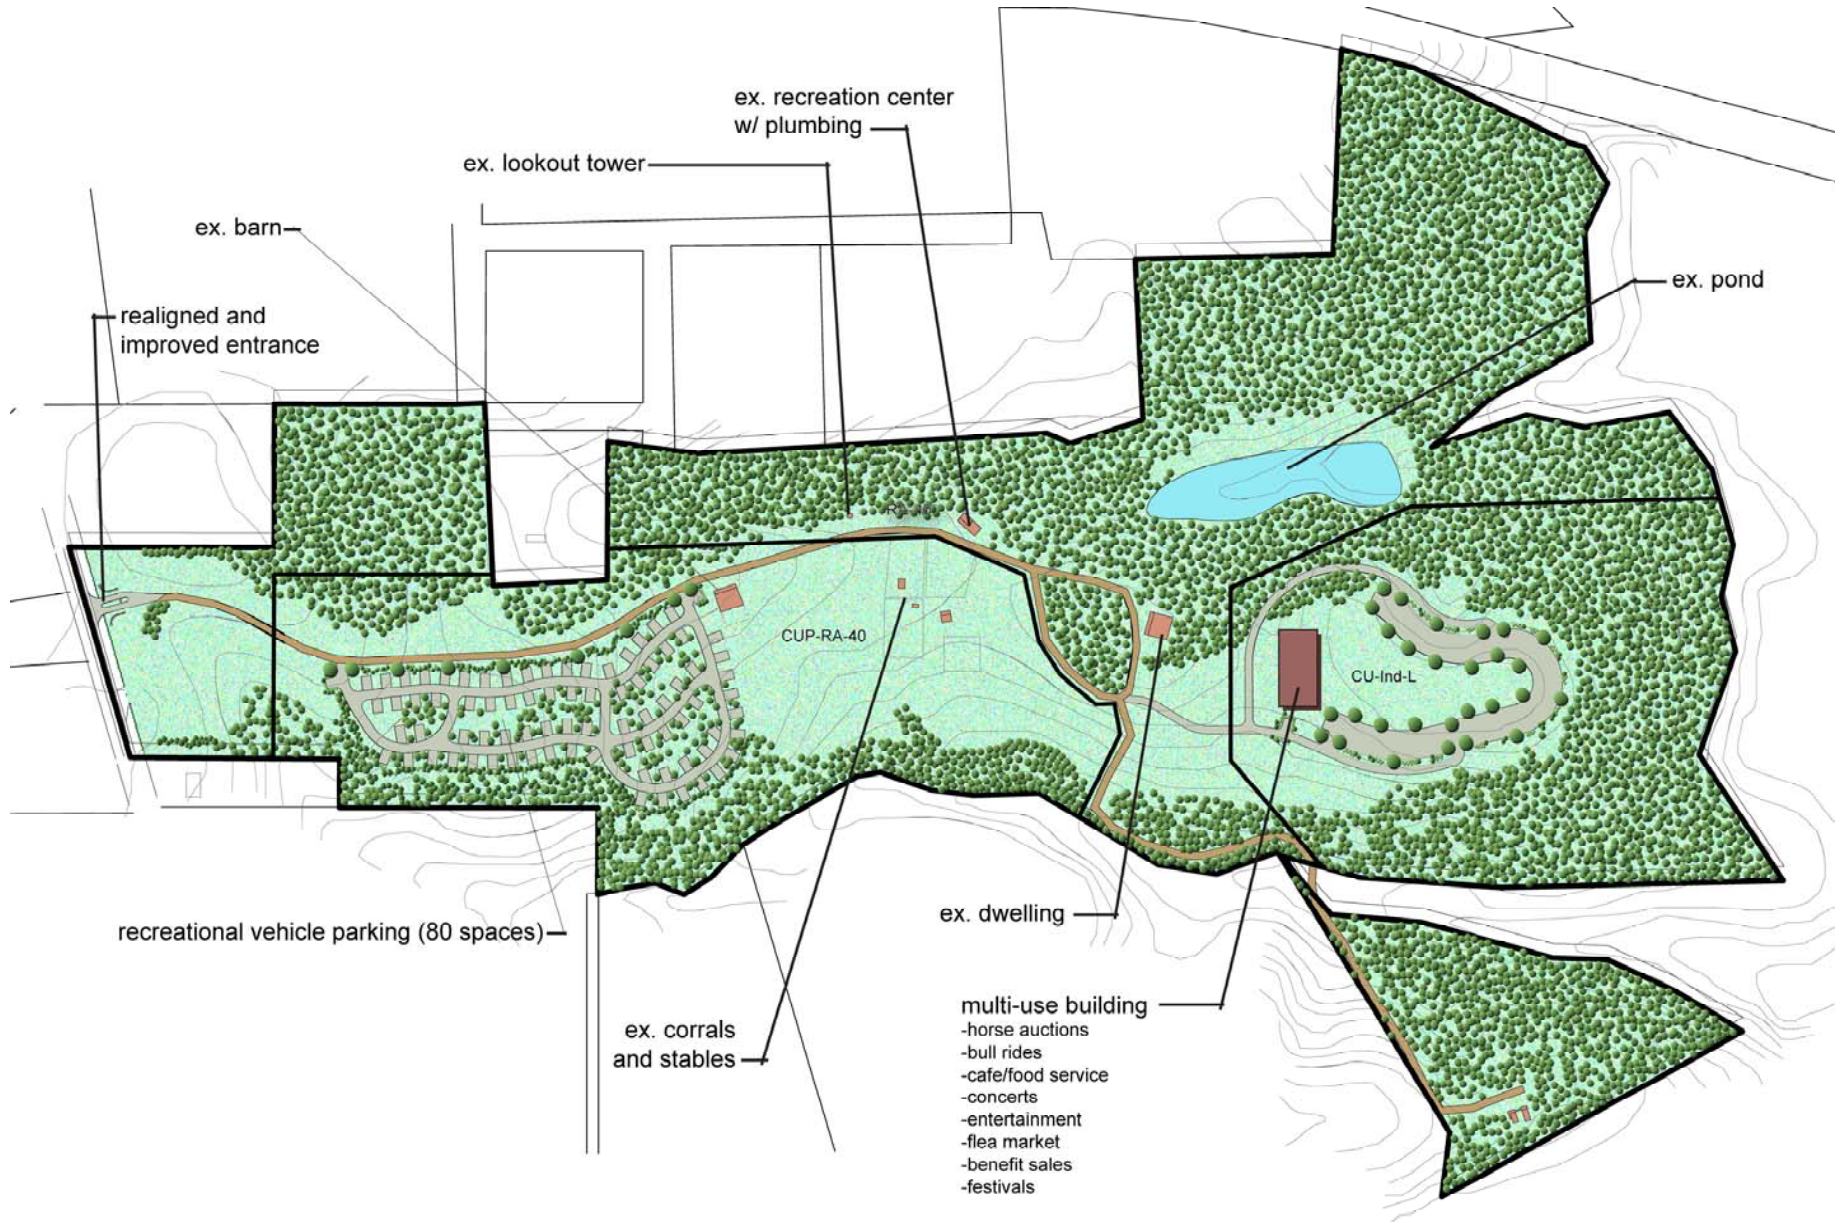 ex. recreation center
w/ plumbing
ex. lookout tower
ex. barn
ex. pond
realigned and
improved entrance
CUP-RA-40
CU-Ind-L
recreational vehicle parking (80 spaces)
ex. dwelling
ex. corrals
and stables
multi-use building
-horse auctions
-bull rides
-cafe/food service
-concerts
-entertainment
-flea market
-benefit sales
-festivals